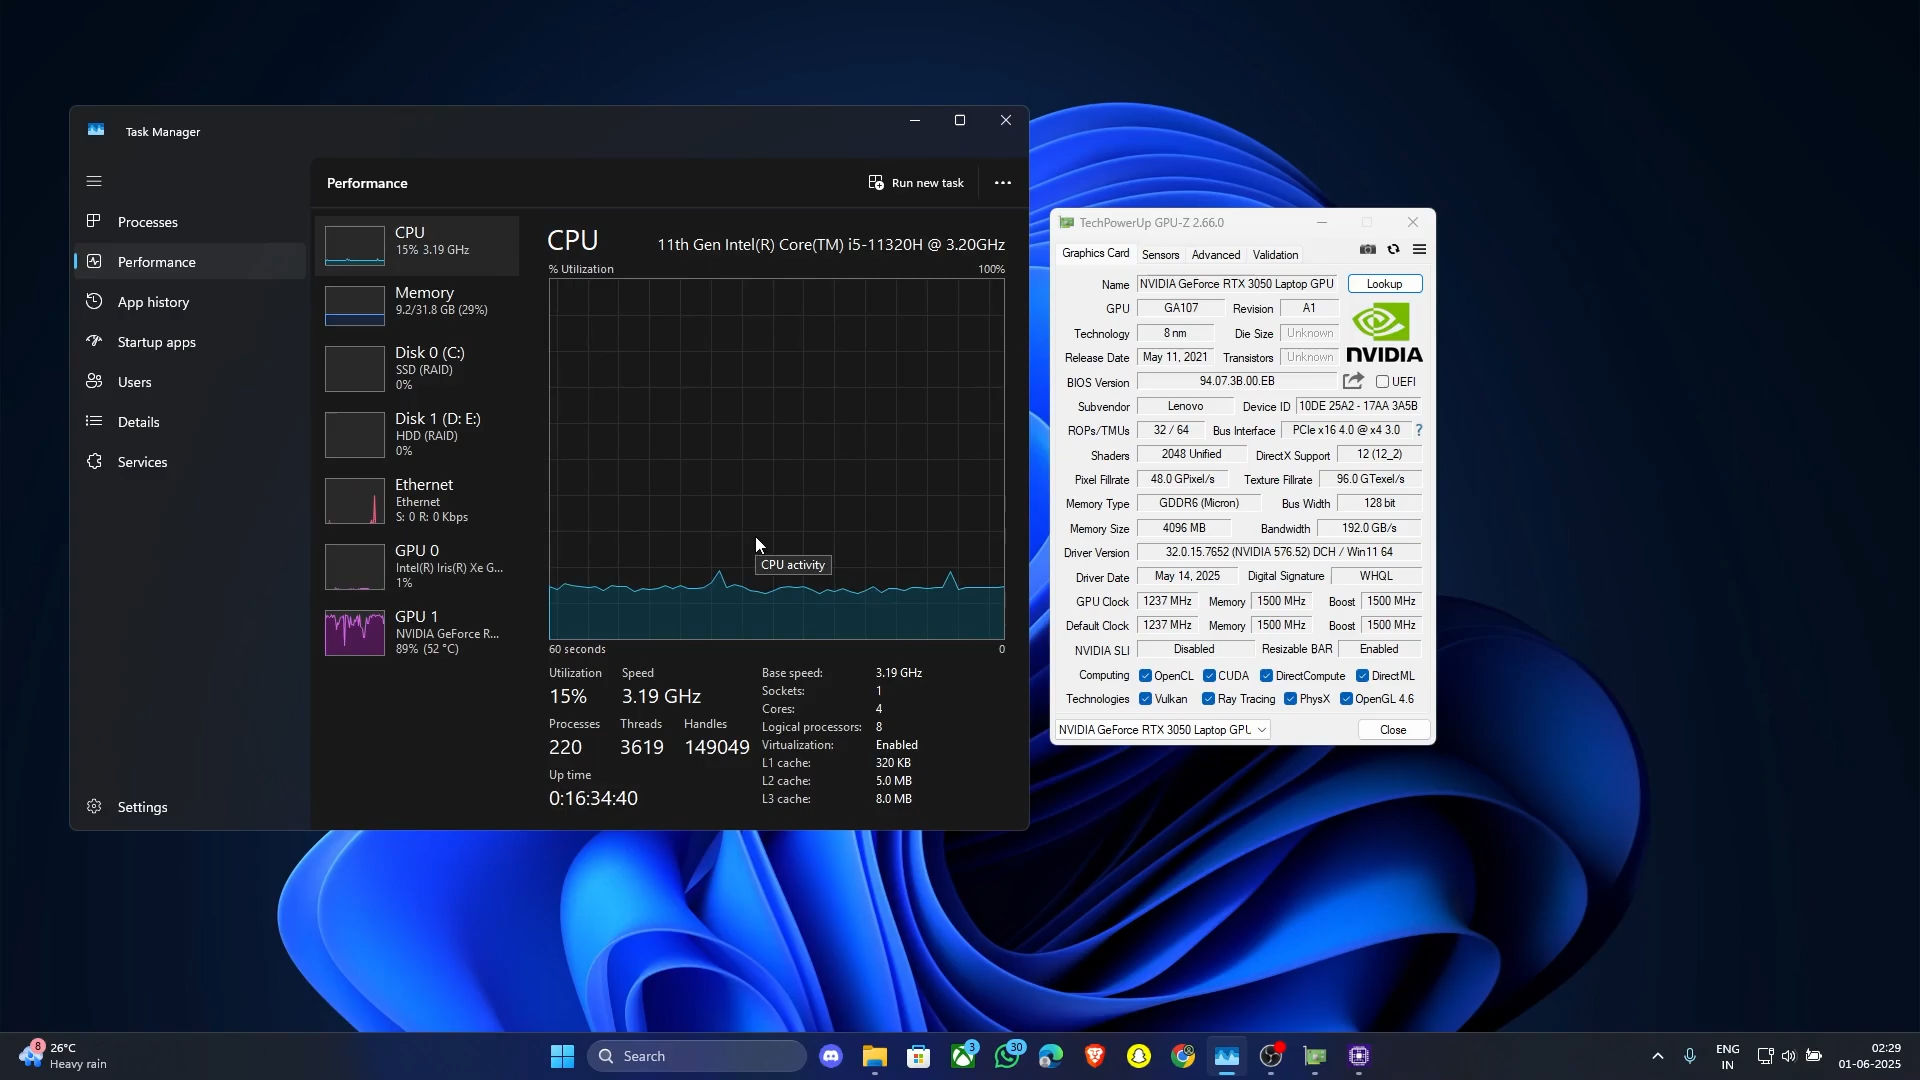 Task Manager
Performance
Run new task
Processes
Performance
App history
Startup apps
Users
Details
Services
Settings
CPU
15% 3.19 GHz
Memory
9.2/31.8 GB (29%)
Disk 0 (C:)
SSD (RAID)
0%
Disk 1 (D: E:)
HDD (RAID)
0%
Ethernet
Ethernet
S: 0 R: 0 Kbps
GPU 0
Intel(R) Iris(R) Xe G...
1%
GPU 1
NVIDIA GeForce R...
89% (52 °C)
CPU 11th Gen Intel(R) Core(TM) i5-11320H @ 3.20GHz
% Utilization 100%
CPU activity
60 seconds 0
Utilization Speed
15% 3.19 GHz
Processes Threads Handles
220 3619 149049
Up time
0:16:34:40
Base speed: 3.19 GHz
Sockets: 1
Cores: 4
Logical processors: 8
Virtualization: Enabled
L1 cache: 320 KB
L2 cache: 5.0 MB
L3 cache: 8.0 MB
TechPowerUp GPU-Z 2.66.0
Graphics Card Sensors Advanced Validation
Name NVIDIA GeForce RTX 3050 Laptop GPU Lookup
GPU GA107 Revision A1
Technology 8 nm Die Size Unknown
Release Date May 11, 2021 Transistors Unknown
NVIDIA
BIOS Version 94.07.3B.00.EB UEFI
Subvendor Lenovo Device ID 10DE 25A2 - 17AA 3A5B
ROPs/TMUs 32 / 64 Bus Interface PCIe x16 4.0 @ x4 3.0 ?
Shaders 2048 Unified DirectX Support 12 (12_2)
Pixel Fillrate 48.0 GPixel/s Texture Fillrate 96.0 GTexel/s
Memory Type GDDR6 (Micron) Bus Width 128 bit
Memory Size 4096 MB Bandwidth 192.0 GB/s
Driver Version 32.0.15.7652 (NVIDIA 576.52) DCH / Win11 64
Driver Date May 14, 2025 Digital Signature WHQL
GPU Clock 1237 MHz Memory 1500 MHz Boost 1500 MHz
Default Clock 1237 MHz Memory 1500 MHz Boost 1500 MHz
NVIDIA SLI Disabled Resizable BAR Enabled
Computing OpenCL CUDA DirectCompute DirectML
Technologies Vulkan Ray Tracing PhysX OpenGL 4.6
NVIDIA GeForce RTX 3050 Laptop GPU Close
8
26°C
Heavy rain
Search
3
30
ENG
IN
02:29
01-06-2025